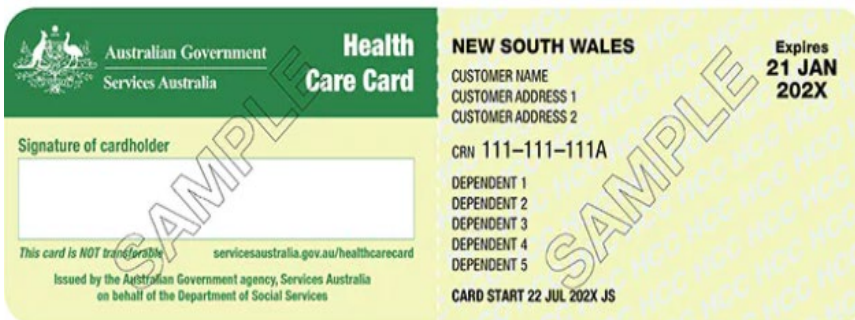 Australian Government
Services Australia
Health
Care Card
Signature of cardholder
This card is NOT transferable servicesaustralia.gov.au/healthcarecard
Issued by the Australian Government agency, Services Australia
on behalf of the Department of Social Services
SAMPLE
NEW SOUTH WALES
Expires
21 JAN
202X
CUSTOMER NAME
CUSTOMER ADDRESS 1
CUSTOMER ADDRESS 2
CRN 111–111–111A
DEPENDENT 1
DEPENDENT 2
DEPENDENT 3
DEPENDENT 4
DEPENDENT 5
CARD START 22 JUL 202X JS
SAMPLE
HCC HCC HCC